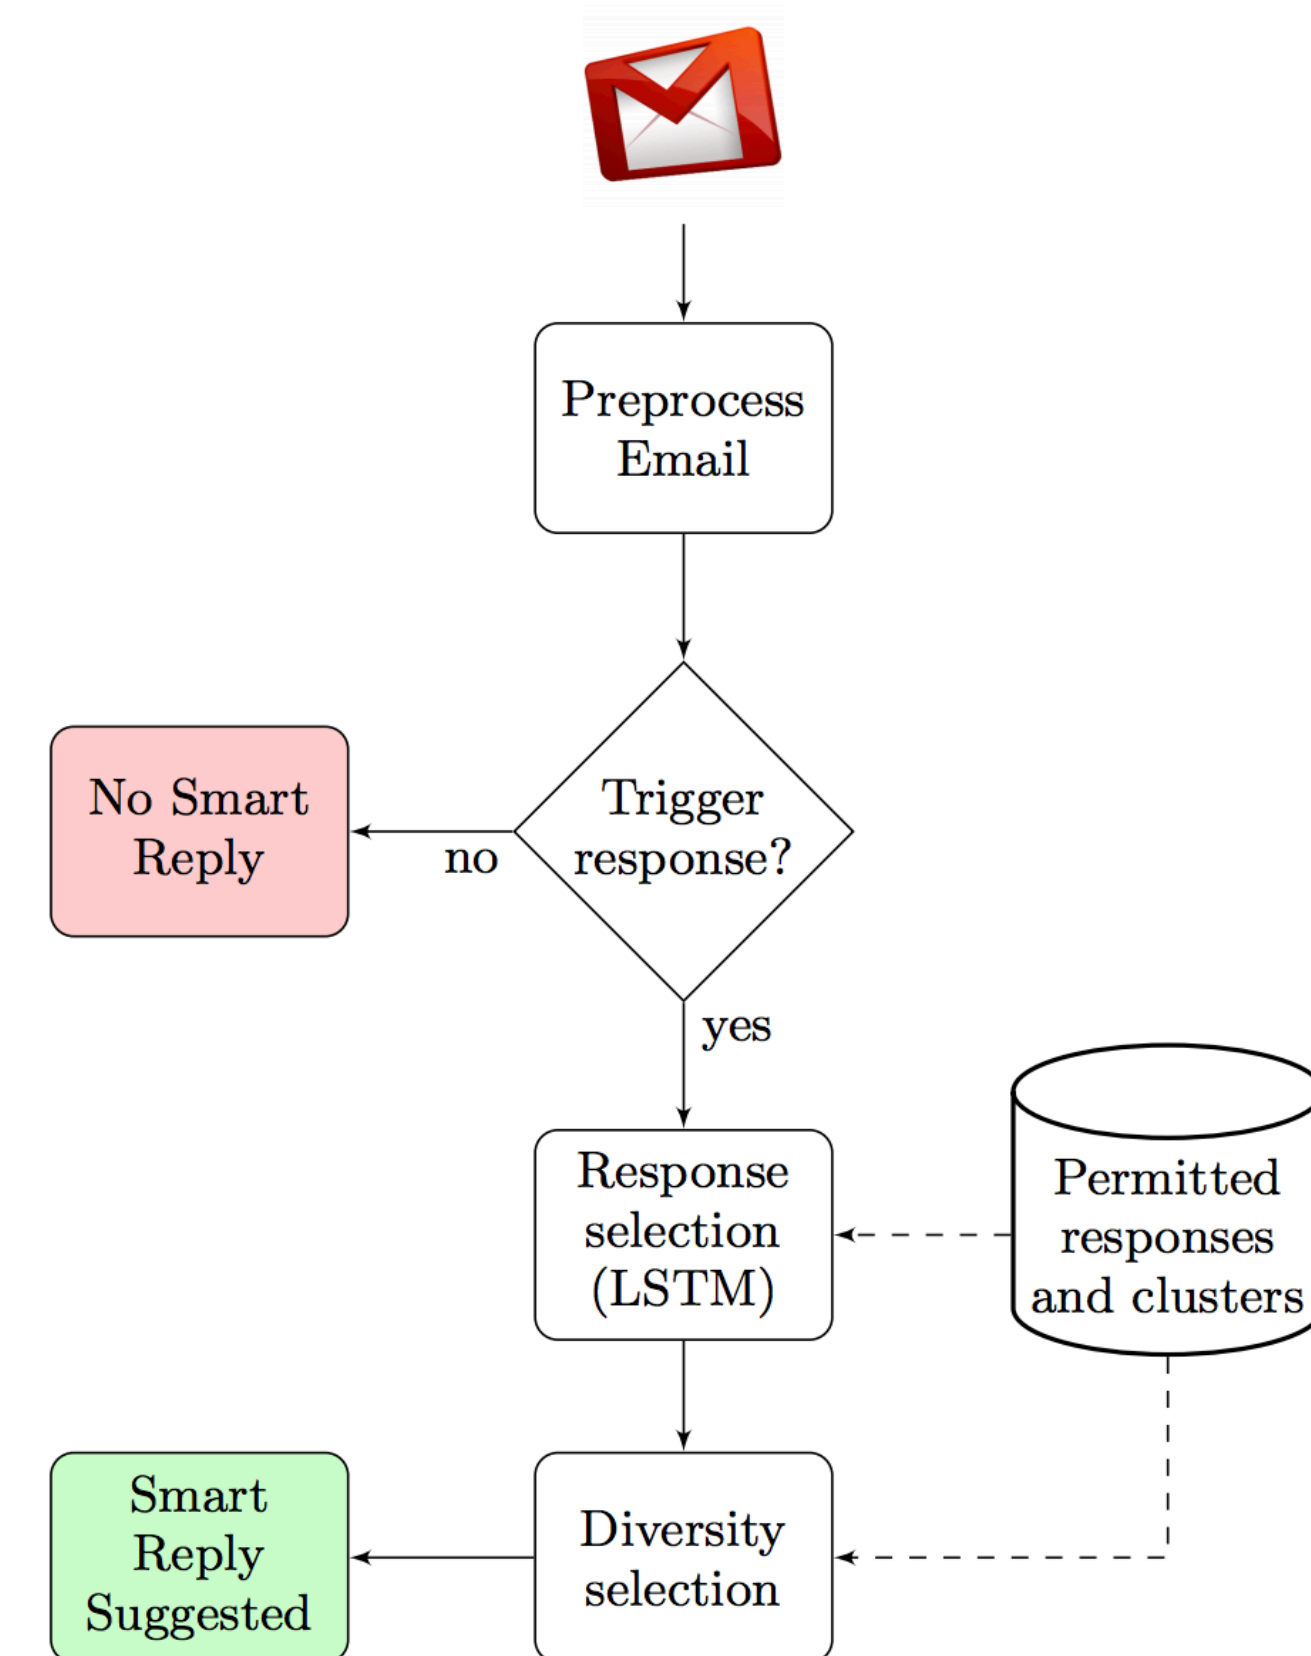 Preprocess
Email
Trigger
response?
No Smart
Reply
no
yes
Response
selection
(LSTM)
Permitted
responses
and clusters
Diversity
selection
Smart
Reply
Suggested